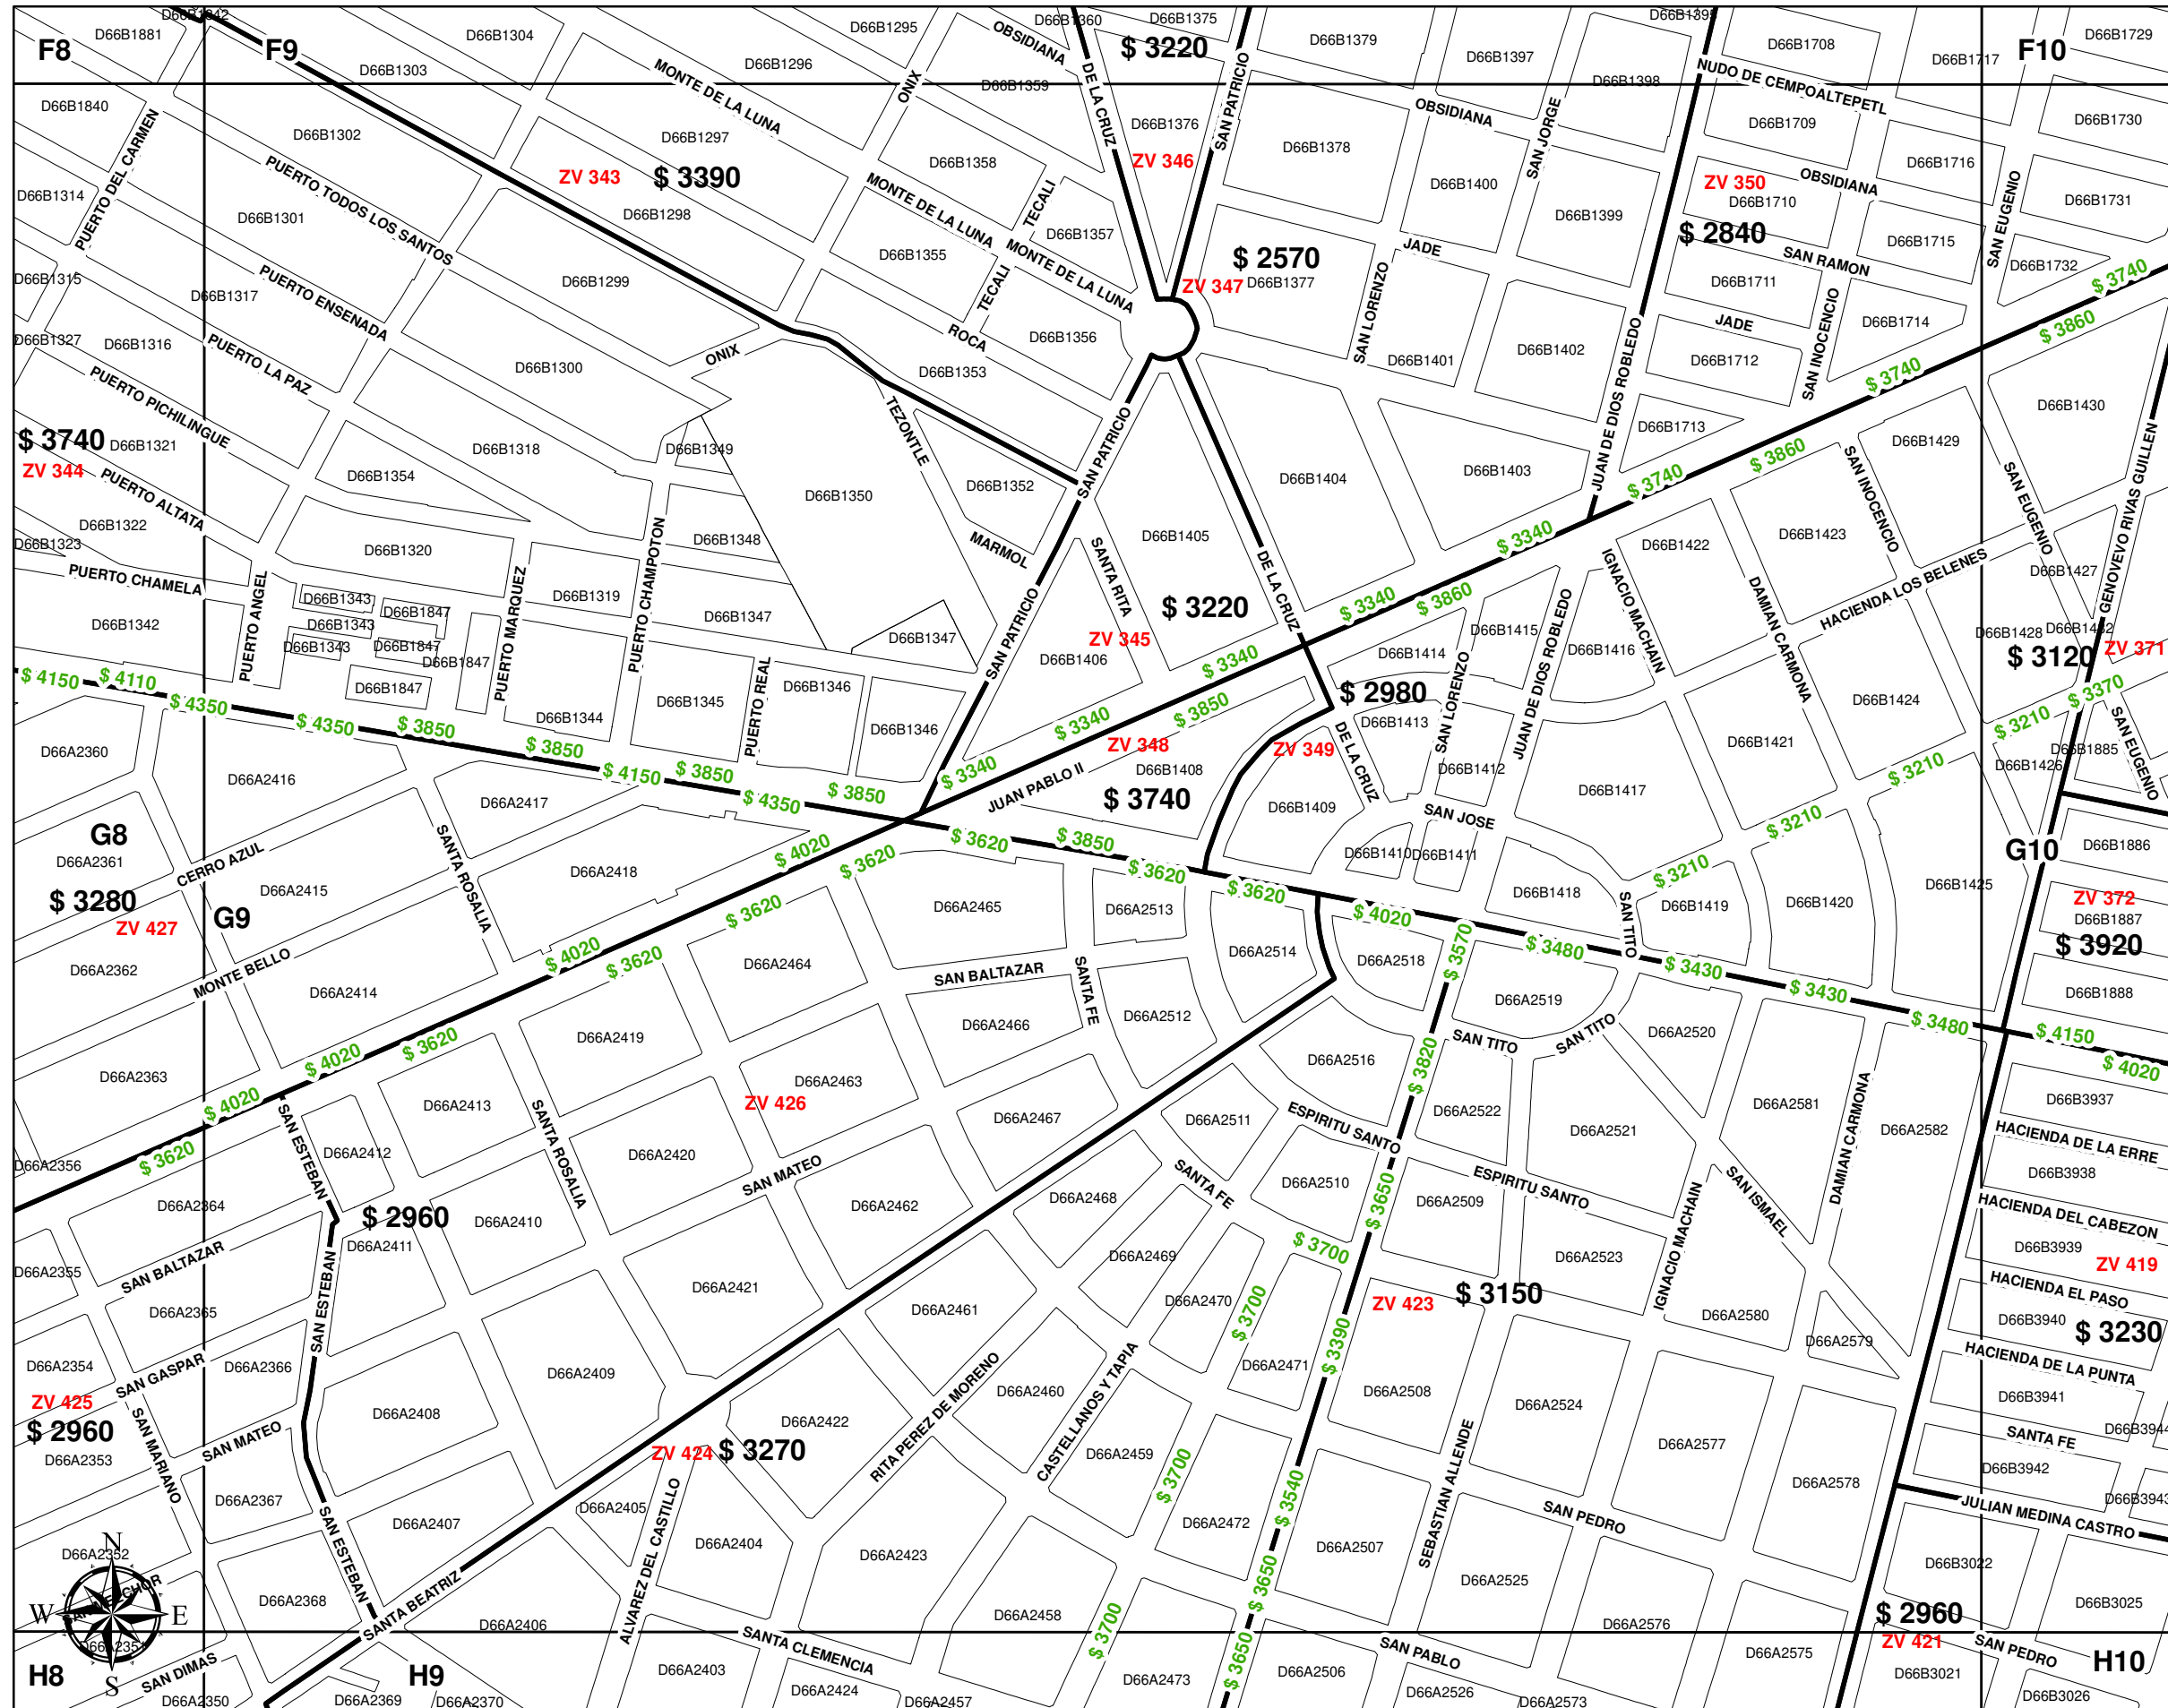 F8
F9
F10
G8
G9
G10
H8
H9
H10
D66B1842
D66B1881
D66B1304
D66B1295
D66B1360
D66B1375
D66B1379
D66B1397
D66B1395
D66B1708
D66B1717
D66B1729
OBSIDIANA
$ 3220
D66B1303
MONTE DE LA LUNA
D66B1296
ONIX
D66B1359
DE LA CRUZ
SAN PATRICIO
D66B1398
NUDO DE CEMPOALTEPETL
D66B1840
PUERTO DEL CARMEN
D66B1302
D66B1297
D66B1376
OBSIDIANA
SAN JORGE
D66B1709
D66B1730
D66B1378
D66B1358
ZV 346
D66B1716
PUERTO TODOS LOS SANTOS
ZV 343
$ 3390
MONTE DE LA LUNA
TECALI
D66B1400
ZV 350
OBSIDIANA
D66B1710
SAN EUGENIO
D66B1731
D66B1314
D66B1301
D66B1298
D66B1399
D66B1357
$ 2840
D66B1715
D66B1355
MONTE DE LA LUNA
JADE
$ 2570
SAN RAMON
D66B1732
$ 3740
D66B1315
D66B1317
PUERTO ENSENADA
D66B1299
TECALI
ZV 347
D66B1377
SAN LORENZO
D66B1711
$ 3860
D66B1327
D66B1316
PUERTO LA PAZ
ONIX
ROCA
D66B1356
D66B1402
JADE
SAN INOCENCIO
D66B1714
D66B1300
D66B1353
D66B1401
JUAN DE DIOS ROBLEDO
D66B1712
$ 3740
PUERTO PICHILINGUE
D66B1430
$ 3740
D66B1321
ZV 344
PUERTO ALTATA
D66B1318
D66B1349
TEZONTLE
SAN PATRICIO
D66B1713
$ 3860
D66B1429
D66B1354
D66B1350
D66B1352
D66B1404
D66B1403
$ 3740
SAN INOCENCIO
SAN EUGENIO
GENOVEVO RIVAS GUILLEN
D66B1322
D66B1323
D66B1320
PUERTO CHAMPOTON
D66B1348
MARMOL
D66B1405
SANTA RITA
DE LA CRUZ
$ 3340
D66B1422
D66B1423
PUERTO CHAMELA
PUERTO ANGEL
D66B1343
D66B1847
D66B1343
D66B1343
D66B1847
D66B1847
D66B1847
PUERTO MARQUEZ
D66B1319
D66B1347
D66B1347
$ 3220
ZV 345
$ 3340
$ 3860
IGNACIO MACHAIN
DAMIAN CARMONA
HACIENDA LOS BELENES
D66B1427
D66B1342
D66B1406
$ 3340
D66B1415
D66B1414
D66B1416
D66B1428
D66B1432
$ 3120
ZV 371
$ 4150
$ 4110
$ 4350
$ 4350
$ 3850
$ 3850
$ 4150
$ 3850
$ 4350
$ 3850
D66B1344
D66B1345
PUERTO REAL
D66B1346
D66B1346
SAN PATRICIO
$ 3340
$ 3340
$ 3850
$ 2980
D66B1413
SAN LORENZO
JUAN DE DIOS ROBLEDO
D66B1424
$ 3370
$ 3210
D66B2360
D66A2360
D66A2416
D66A2417
ZV 348
D66B1408
JUAN PABLO II
$ 3740
ZV 349
DE LA CRUZ
D66B1412
D66B1421
$ 3210
D66B1426
D66B1885
SAN EUGENIO
D66B1409
SAN JOSE
D66B1417
$ 3210
D66A2361
CERRO AZUL
SANTA ROSALIA
$ 4020
$ 3620
$ 3620
$ 3850
$ 3620
D66B1410
D66B1411
D66B1886
$ 3280
ZV 427
D66A2415
D66A2418
$ 3620
$ 3620
$ 4020
D66B1418
SAN TITO
$ 3210
D66B1419
D66B1420
D66B1425
ZV 372
D66B1887
$ 3920
D66A2465
D66A2513
D66A2514
D66A2518
$ 3570
$ 3480
$ 3430
$ 3430
$ 3480
D66A2362
MONTE BELLO
D66A2414
$ 4020
$ 3620
D66A2464
SAN BALTAZAR
SANTA FE
D66B1888
D66A2419
D66A2466
D66A2512
D66A2519
SAN TITO
SAN TITO
D66A2520
$ 4150
$ 4020
D66A2363
$ 4020
$ 4020
$ 3620
D66A2516
$ 3820
D66A2413
SANTA ROSALIA
D66A2463
ZV 426
D66A2467
D66A2511
ESPIRITU SANTO
D66A2522
D66A2521
D66A2581
DAMIAN CARMONA
D66A2582
D66B3937
HACIENDA DE LA ERRE
D66A2356
$ 3620
SAN ESTEBAN
D66A2412
D66A2420
SAN MATEO
D66A2510
ESPIRITU SANTO
D66B3938
D66A2364
D66A2410
D66A2462
D66A2468
SANTA FE
$ 3650
D66A2509
IGNACIO MACHAIN
SAN ISMAEL
HACIENDA DEL CABEZON
$ 2960
D66A2411
$ 3700
D66A2355
SAN BALTAZAR
SAN ESTEBAN
D66A2421
D66A2469
D66A2523
D66B3939
ZV 419
D66A2365
D66A2461
D66A2470
$ 3700
ZV 423
$ 3150
D66A2580
HACIENDA EL PASO
D66B3940
$ 3230
D66A2354
SAN GASPAR
D66A2366
D66A2409
RITA PEREZ DE MORENO
CASTELLANOS Y TAPIA
D66A2471
$ 3390
D66A2579
HACIENDA DE LA PUNTA
ZV 425
$ 2960
D66A2408
D66A2422
D66A2460
D66A2508
D66A2524
D66B3941
D66B3944
D66A2353
SAN MARIANO
SAN MATEO
ZV 424
$ 3270
D66A2459
$ 3700
SEBASTIAN ALLENDE
D66A2577
D66A2578
SANTA FE
D66B3942
D66B3943
D66A2367
SAN ESTEBAN
D66A2407
D66A2405
ALVAREZ DEL CASTILLO
$ 3540
SAN PEDRO
JULIAN MEDINA CASTRO
N
D66A2352
D66A2404
D66A2423
D66A2472
D66A2507
D66B3022
W
E
D66A2368
SANTA BEATRIZ
D66A2458
$ 3650
D66A2525
D66B3025
D66A2351
D66A2406
$ 3700
D66A2576
$ 2960
ZV 421
S
SAN DIMAS
D66A2350
D66A2369
D66A2370
D66A2403
SANTA CLEMENCIA
D66A2424
D66A2457
D66A2473
$ 3650
D66A2506
SAN PABLO
D66A2526
D66A2573
D66A2575
SAN PEDRO
D66B3021
D66B3026